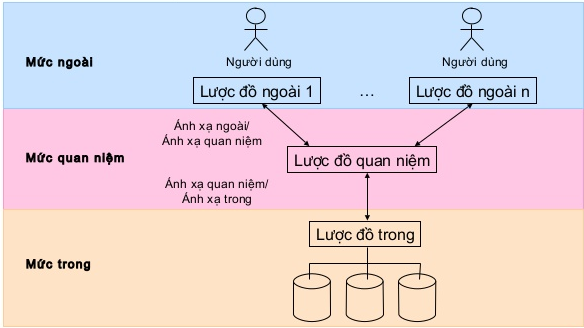 Người dùng
Người dùng
Mức ngoài
Lược đồ ngoài 1
...
Lược đồ ngoài n
Ánh xạ ngoài/
Ánh xạ quan niệm
Mức quan niệm
Lược đồ quan niệm
Ánh xạ quan niệm/
Ánh xạ trong
Lược đồ trong
Mức trong